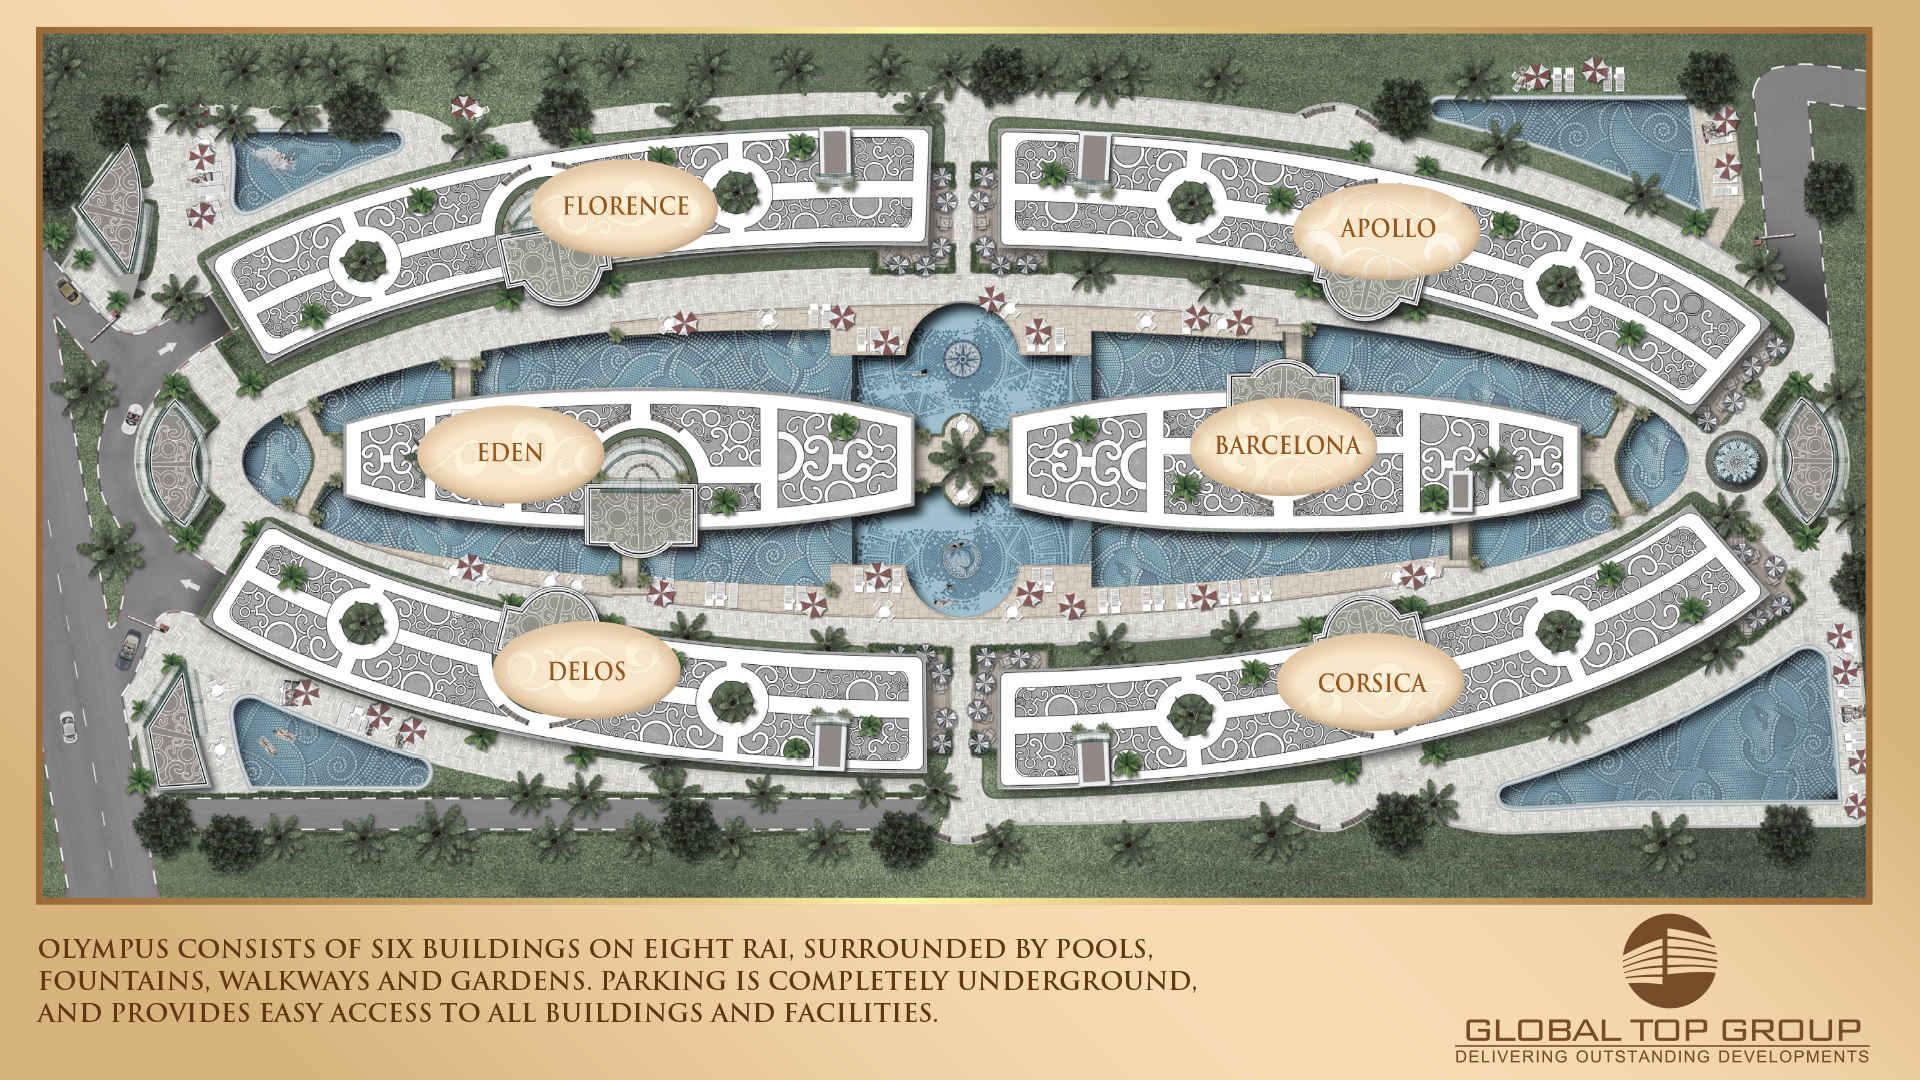 FLORENCE
APOLLO
EDEN
BARCELONA
DELOS
CORSICA
OLYMPUS CONSISTS OF SIX BUILDINGS ON EIGHT RAI, SURROUNDED BY POOLS,
FOUNTAINS, WALKWAYS AND GARDENS. PARKING IS COMPLETELY UNDERGROUND,
AND PROVIDES EASY ACCESS TO ALL BUILDINGS AND FACILITIES.
GLOBAL TOP GROUP
DELIVERING OUTSTANDING DEVELOPMENTS